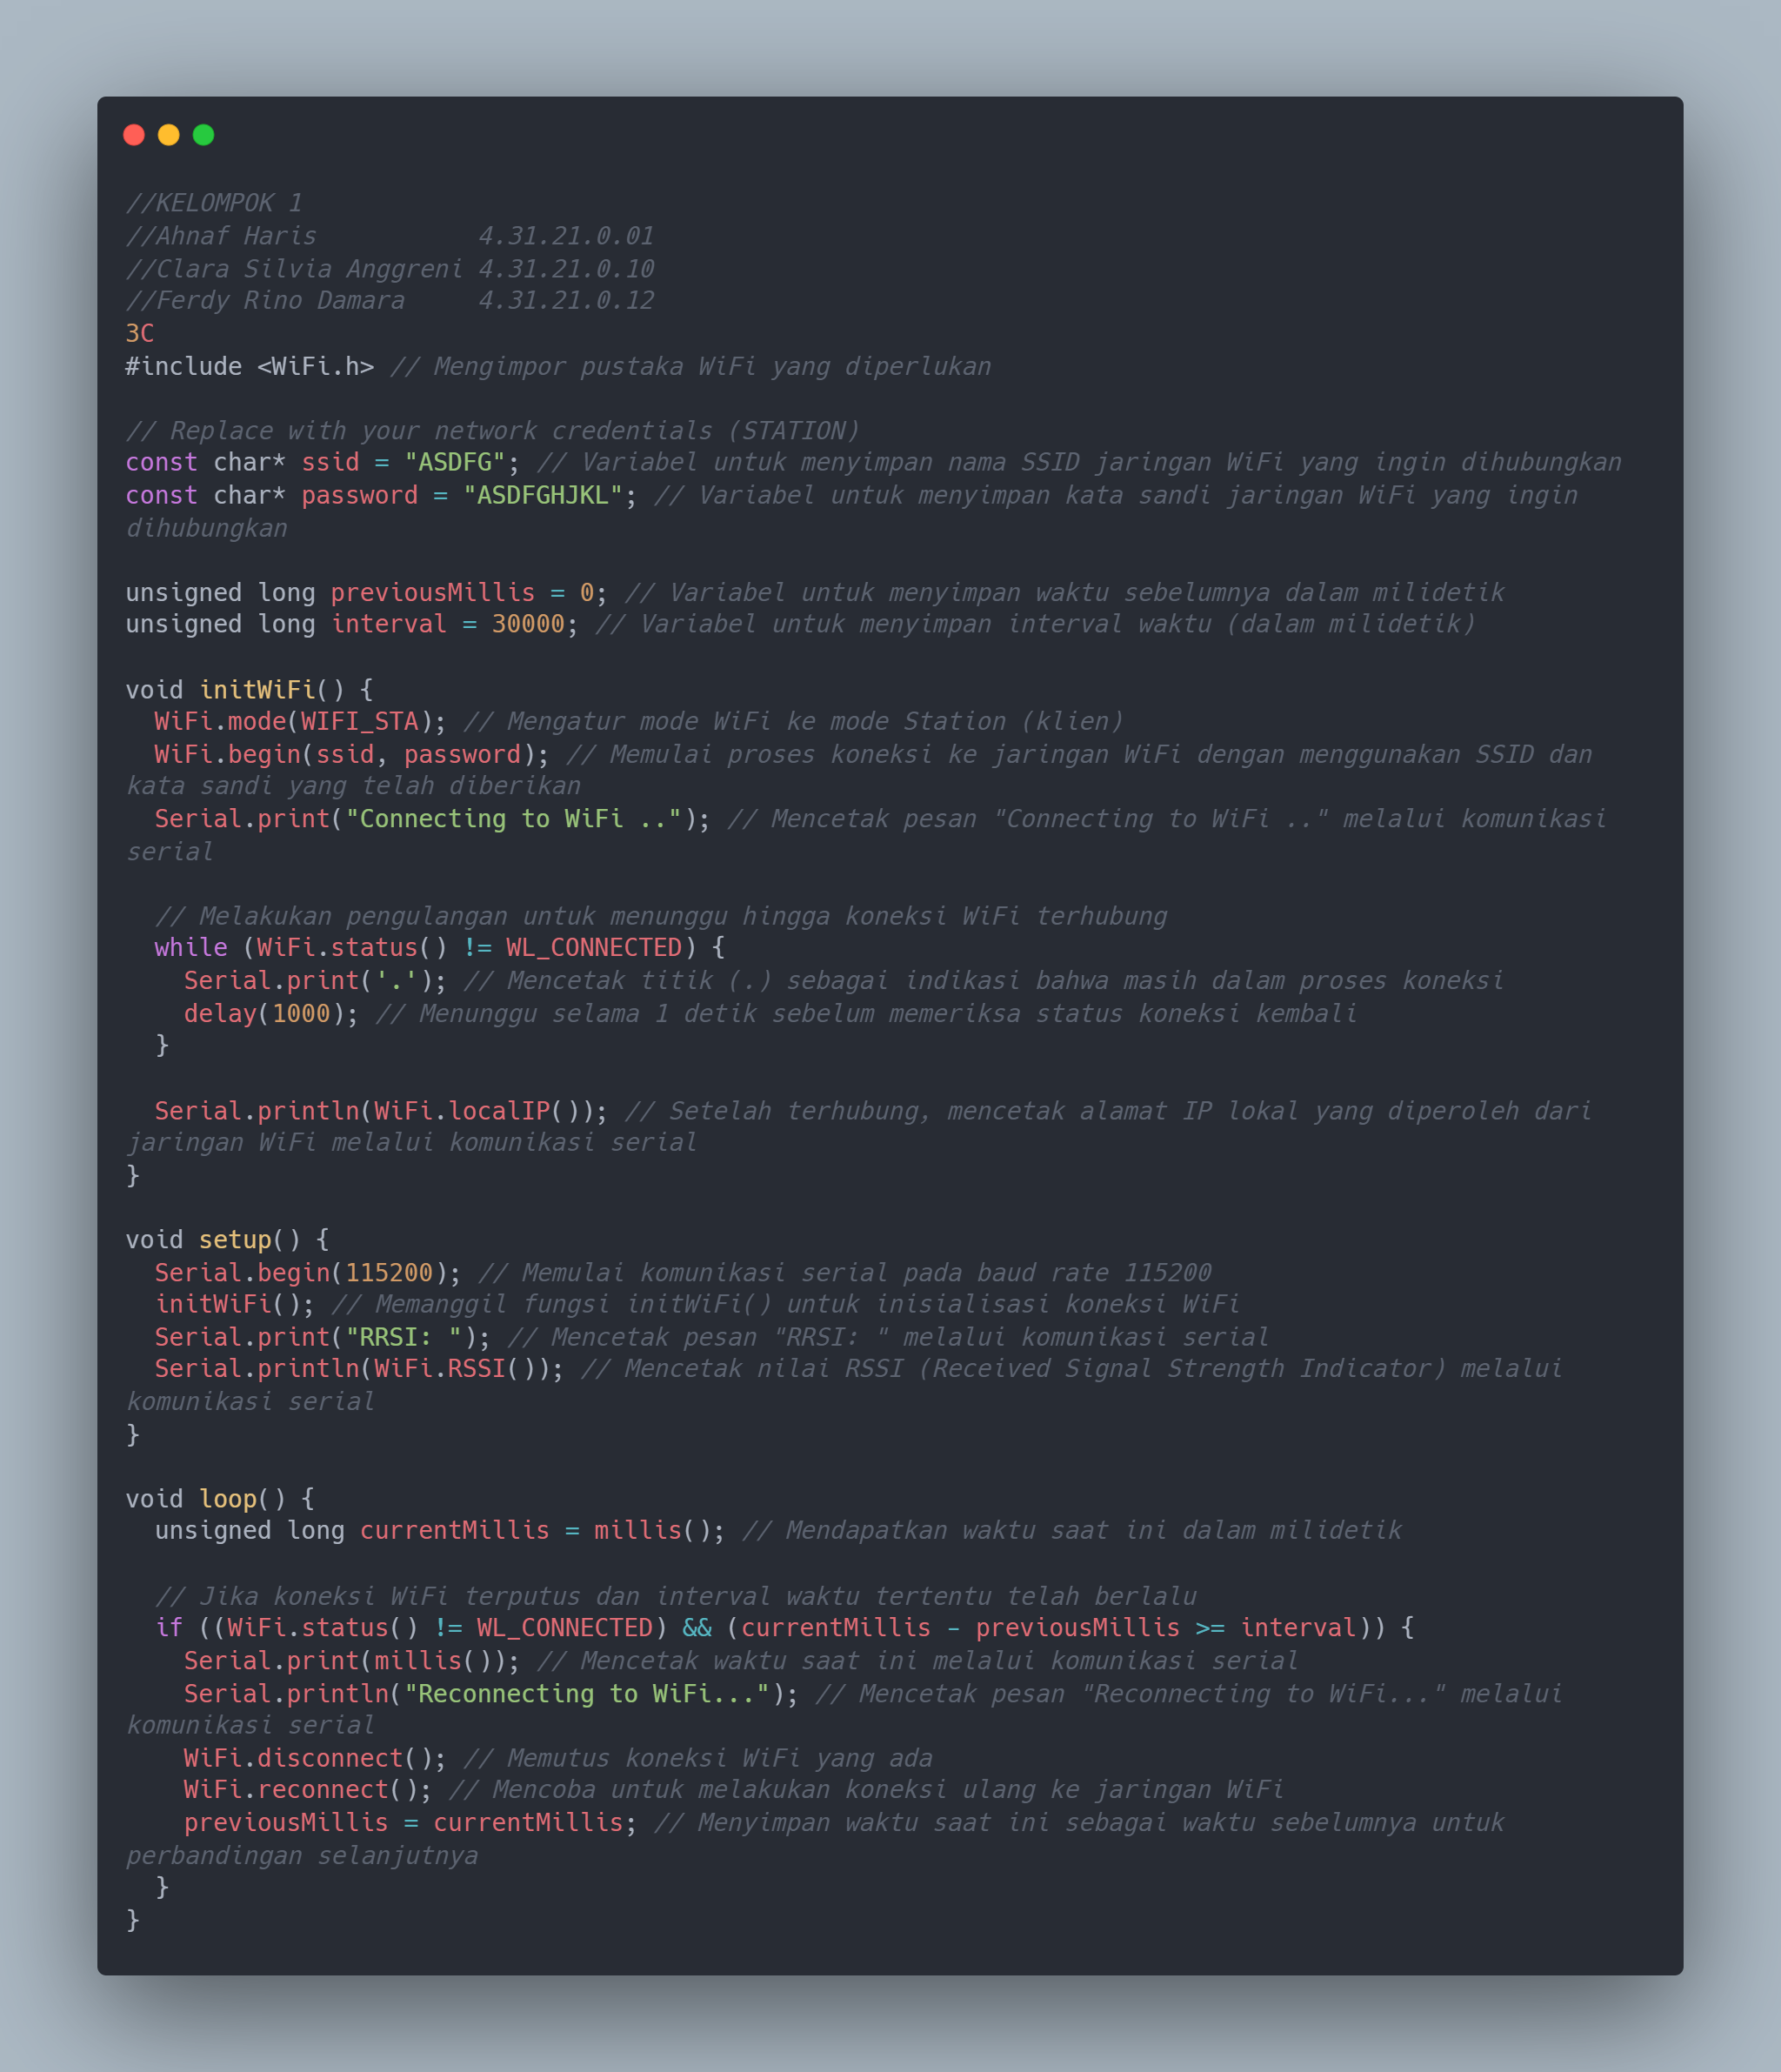 //KELOMPOK 1
//Ahnaf Haris           4.31.21.0.01
//Clara Silvia Anggreni 4.31.21.0.10
//Ferdy Rino Damara     4.31.21.0.12
3C
#include <WiFi.h> // Mengimpor pustaka WiFi yang diperlukan

// Replace with your network credentials (STATION)
const char* ssid = "ASDFG"; // Variabel untuk menyimpan nama SSID jaringan WiFi yang ingin dihubungkan
const char* password = "ASDFGHJKL"; // Variabel untuk menyimpan kata sandi jaringan WiFi yang ingin
dihubungkan

unsigned long previousMillis = 0; // Variabel untuk menyimpan waktu sebelumnya dalam milidetik
unsigned long interval = 30000; // Variabel untuk menyimpan interval waktu (dalam milidetik)

void initWiFi() {
  WiFi.mode(WIFI_STA); // Mengatur mode WiFi ke mode Station (klien)
  WiFi.begin(ssid, password); // Memulai proses koneksi ke jaringan WiFi dengan menggunakan SSID dan
kata sandi yang telah diberikan
  Serial.print("Connecting to WiFi .."); // Mencetak pesan "Connecting to WiFi .." melalui komunikasi
serial

  // Melakukan pengulangan untuk menunggu hingga koneksi WiFi terhubung
  while (WiFi.status() != WL_CONNECTED) {
    Serial.print('.'); // Mencetak titik (.) sebagai indikasi bahwa masih dalam proses koneksi
    delay(1000); // Menunggu selama 1 detik sebelum memeriksa status koneksi kembali
  }

  Serial.println(WiFi.localIP()); // Setelah terhubung, mencetak alamat IP lokal yang diperoleh dari
jaringan WiFi melalui komunikasi serial
}

void setup() {
  Serial.begin(115200); // Memulai komunikasi serial pada baud rate 115200
  initWiFi(); // Memanggil fungsi initWiFi() untuk inisialisasi koneksi WiFi
  Serial.print("RRSI: "); // Mencetak pesan "RRSI: " melalui komunikasi serial
  Serial.println(WiFi.RSSI()); // Mencetak nilai RSSI (Received Signal Strength Indicator) melalui
komunikasi serial
}

void loop() {
  unsigned long currentMillis = millis(); // Mendapatkan waktu saat ini dalam milidetik

  // Jika koneksi WiFi terputus dan interval waktu tertentu telah berlalu
  if ((WiFi.status() != WL_CONNECTED) && (currentMillis - previousMillis >= interval)) {
    Serial.print(millis()); // Mencetak waktu saat ini melalui komunikasi serial
    Serial.println("Reconnecting to WiFi..."); // Mencetak pesan "Reconnecting to WiFi..." melalui
komunikasi serial
    WiFi.disconnect(); // Memutus koneksi WiFi yang ada
    WiFi.reconnect(); // Mencoba untuk melakukan koneksi ulang ke jaringan WiFi
    previousMillis = currentMillis; // Menyimpan waktu saat ini sebagai waktu sebelumnya untuk
perbandingan selanjutnya
  }
}